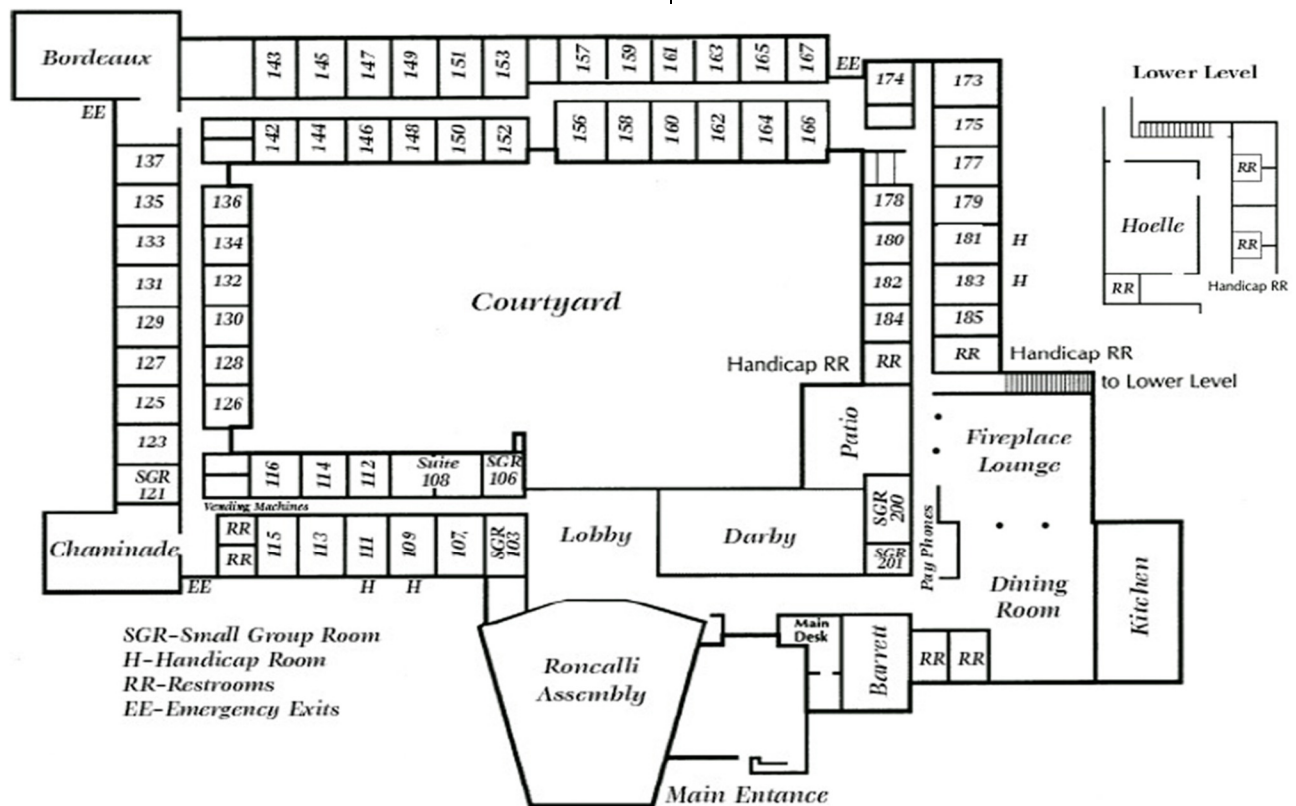 Bordeaux
143
145
147
149
151
153
157
159
161
163
165
167
EE
174
173
Lower Level
EE
142
144
146
148
150
152
156
158
160
162
164
166
175
137
177
RR
135
136
178
179
Hoelle
133
134
180
181
H
RR
131
132
Courtyard
182
183
H
RR
Handicap RR
129
130
184
185
127
128
Handicap RR
RR
RR
Handicap RR
to Lower Level
125
126
Patio
Fireplace
Lounge
123
SGR
121
116
114
112
Suite
108
SGR
106
Vending Machines
SGR
200
Pay Phones
Chaminade
RR
RR
115
113
111
109
107
SGR
103
Lobby
Darby
SGR
201
Dining
Room
Kitchen
EE
H
H
SGR-Small Group Room
H-Handicap Room
RR-Restrooms
EE-Emergency Exits
Roncalli
Assembly
Main
Desk
Barrett
RR
RR
Main Entance